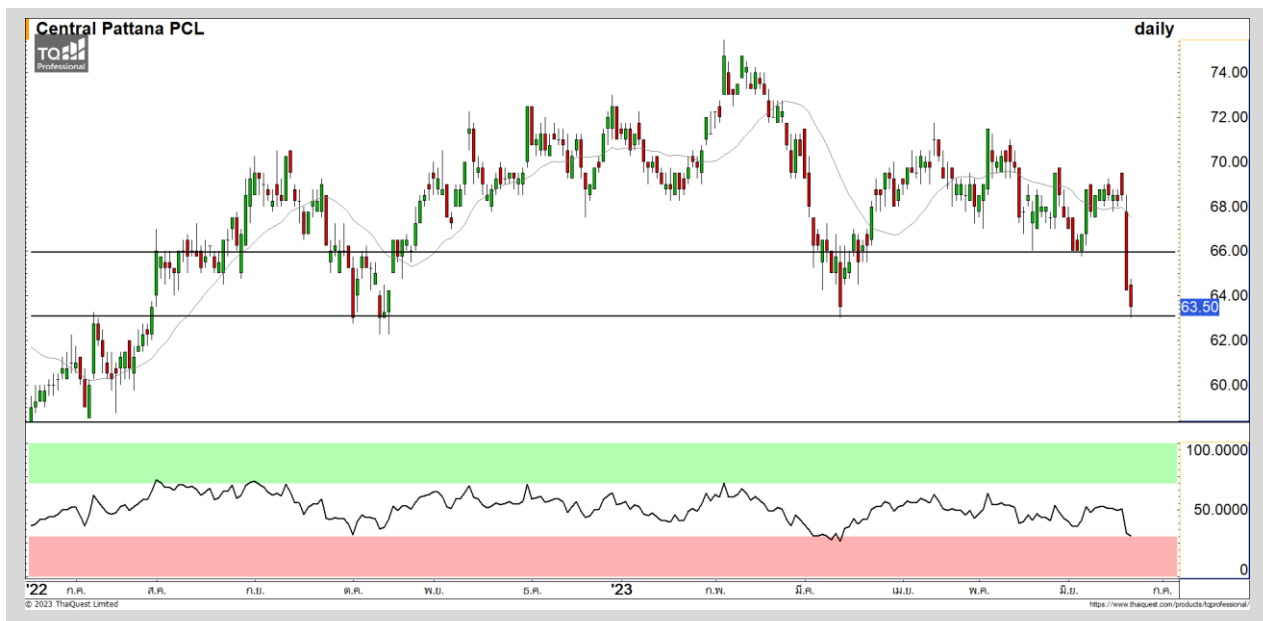 Central Pattana PCL
daily
TQ
Professional
74.00
72.00
70.00
68.00
66.00
64.00
63.50
62.00
60.00
100.0000
50.0000
0
'22 ก.ค. ส.ค. ก.ย. ต.ค. พ.ย. ธ.ค. '23 ก.พ. มี.ค. เม.ย. พ.ค. มิ.ย. ก.ค.
© 2023 ThaiQuest Limited
https://www.thaiquest.com/products/tqprofessional/